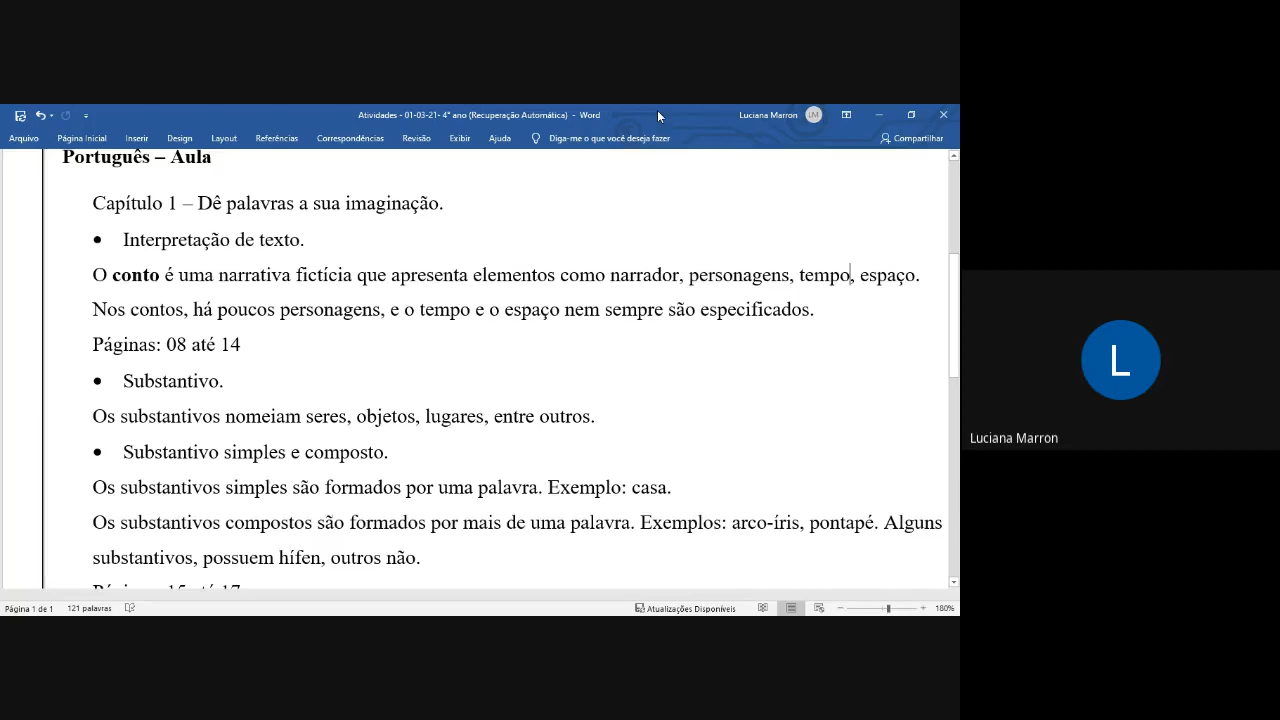 Atividades - 01-03-21- 4° ano (Recuperação Automática) - Word
Luciana Marron
LM
Arquivo Página Inicial Inserir Design Layout Referências Correspondências Revisão Exibir Ajuda Diga-me o que você deseja fazer Compartilhar
Português – Aula
Capítulo 1 – Dê palavras a sua imaginação.
• Interpretação de texto.
O conto é uma narrativa fictícia que apresenta elementos como narrador, personagens, tempo, espaço.
Nos contos, há poucos personagens, e o tempo e o espaço nem sempre são especificados.
Páginas: 08 até 14
• Substantivo.
Os substantivos nomeiam seres, objetos, lugares, entre outros.
• Substantivo simples e composto.
Os substantivos simples são formados por uma palavra. Exemplo: casa.
Os substantivos compostos são formados por mais de uma palavra. Exemplos: arco-íris, pontapé. Alguns
substantivos, possuem hífen, outros não.
Página 1 de 1 121 palavras Atualizações Disponíveis 180%
L
Luciana Marron